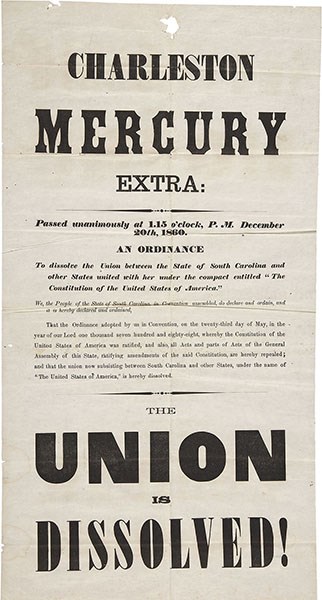 CHARLESTON
MERCURY
EXTRA:
Passed unanimously at 1.15 o'clock, P. M. December
20th, 1860.
AN ORDINANCE
To dissolve the Union between the State of South Carolina and
other States united with her under the compact entitled "The
Constitution of the United States of America."
We, the People of the State of South Carolina, in Convention assembled, do declare and ordain, and
it is hereby declared and ordained,
That the Ordinance adopted by us in Convention, on the twenty-third day of May, in the
year of our Lord one thousand seven hundred and eighty-eight, whereby the Constitution of the
United States of America was ratified, and also, all Acts and parts of Acts of the General
Assembly of this State, ratifying amendments of the said Constitution, are hereby repealed;
and that the union now subsisting between South Carolina and other States, under the name of
"The United States of America," is hereby dissolved.
THE
UNION
IS
DISSOLVED!